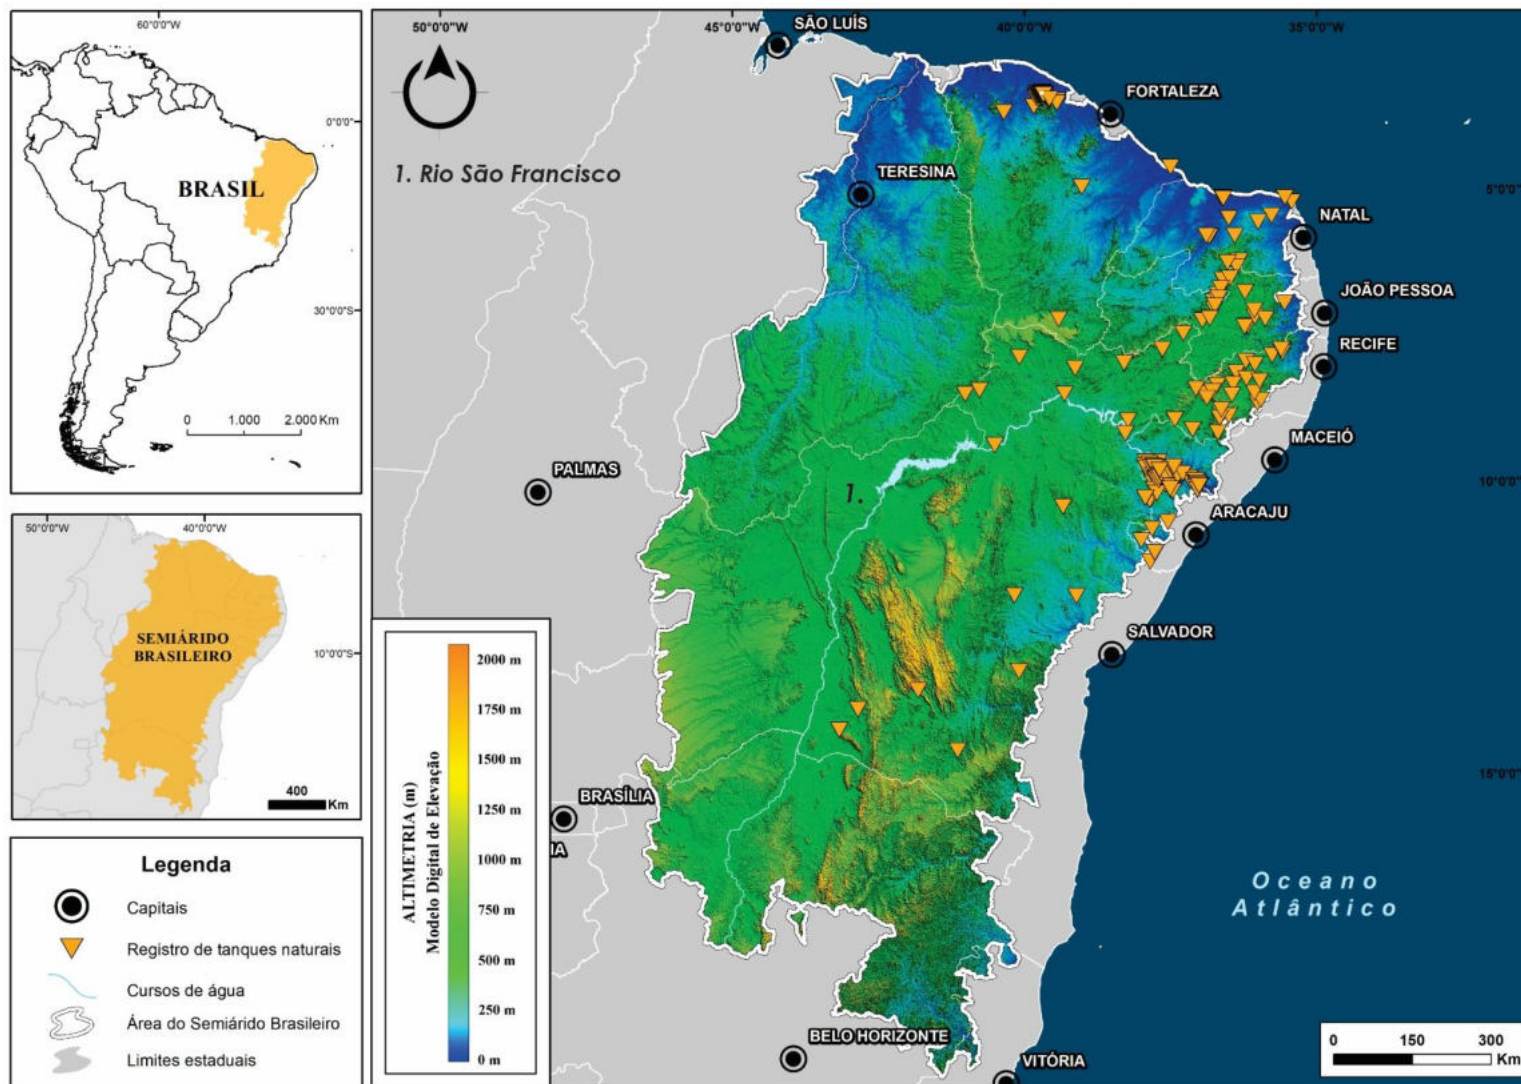 60°0'0"W
0°0'0"
BRASIL
30°0'0"S
0 1.000 2.000 Km
50°0'0"W 40°0'0"W
SEMIÁRIDO
BRASILEIRO
10°0'0"S
400
Km
Legenda
Capitais
Registro de tanques naturais
Cursos de água
Área do Semiárido Brasileiro
Limites estaduais
50°0'0"W 45°0'0"W 40°0'0"W 35°0'0"W
SÃO LUÍS
FORTALEZA
1. Rio São Francisco
TERESINA
5°0'0"
NATAL
JOÃO PESSOA
RECIFE
MACEIÓ
PALMAS
1.
10°0'0"
ARACAJU
SALVADOR
15°0'0"
BRASÍLIA
IA
Oceano
Atlântico
BELO HORIZONTE
VITÓRIA
ALTIMETRIA (m)
Modelo Digital de Elevação
2000 m
1750 m
1500 m
1250 m
1000 m
750 m
500 m
250 m
0 m
0 150 300
Km